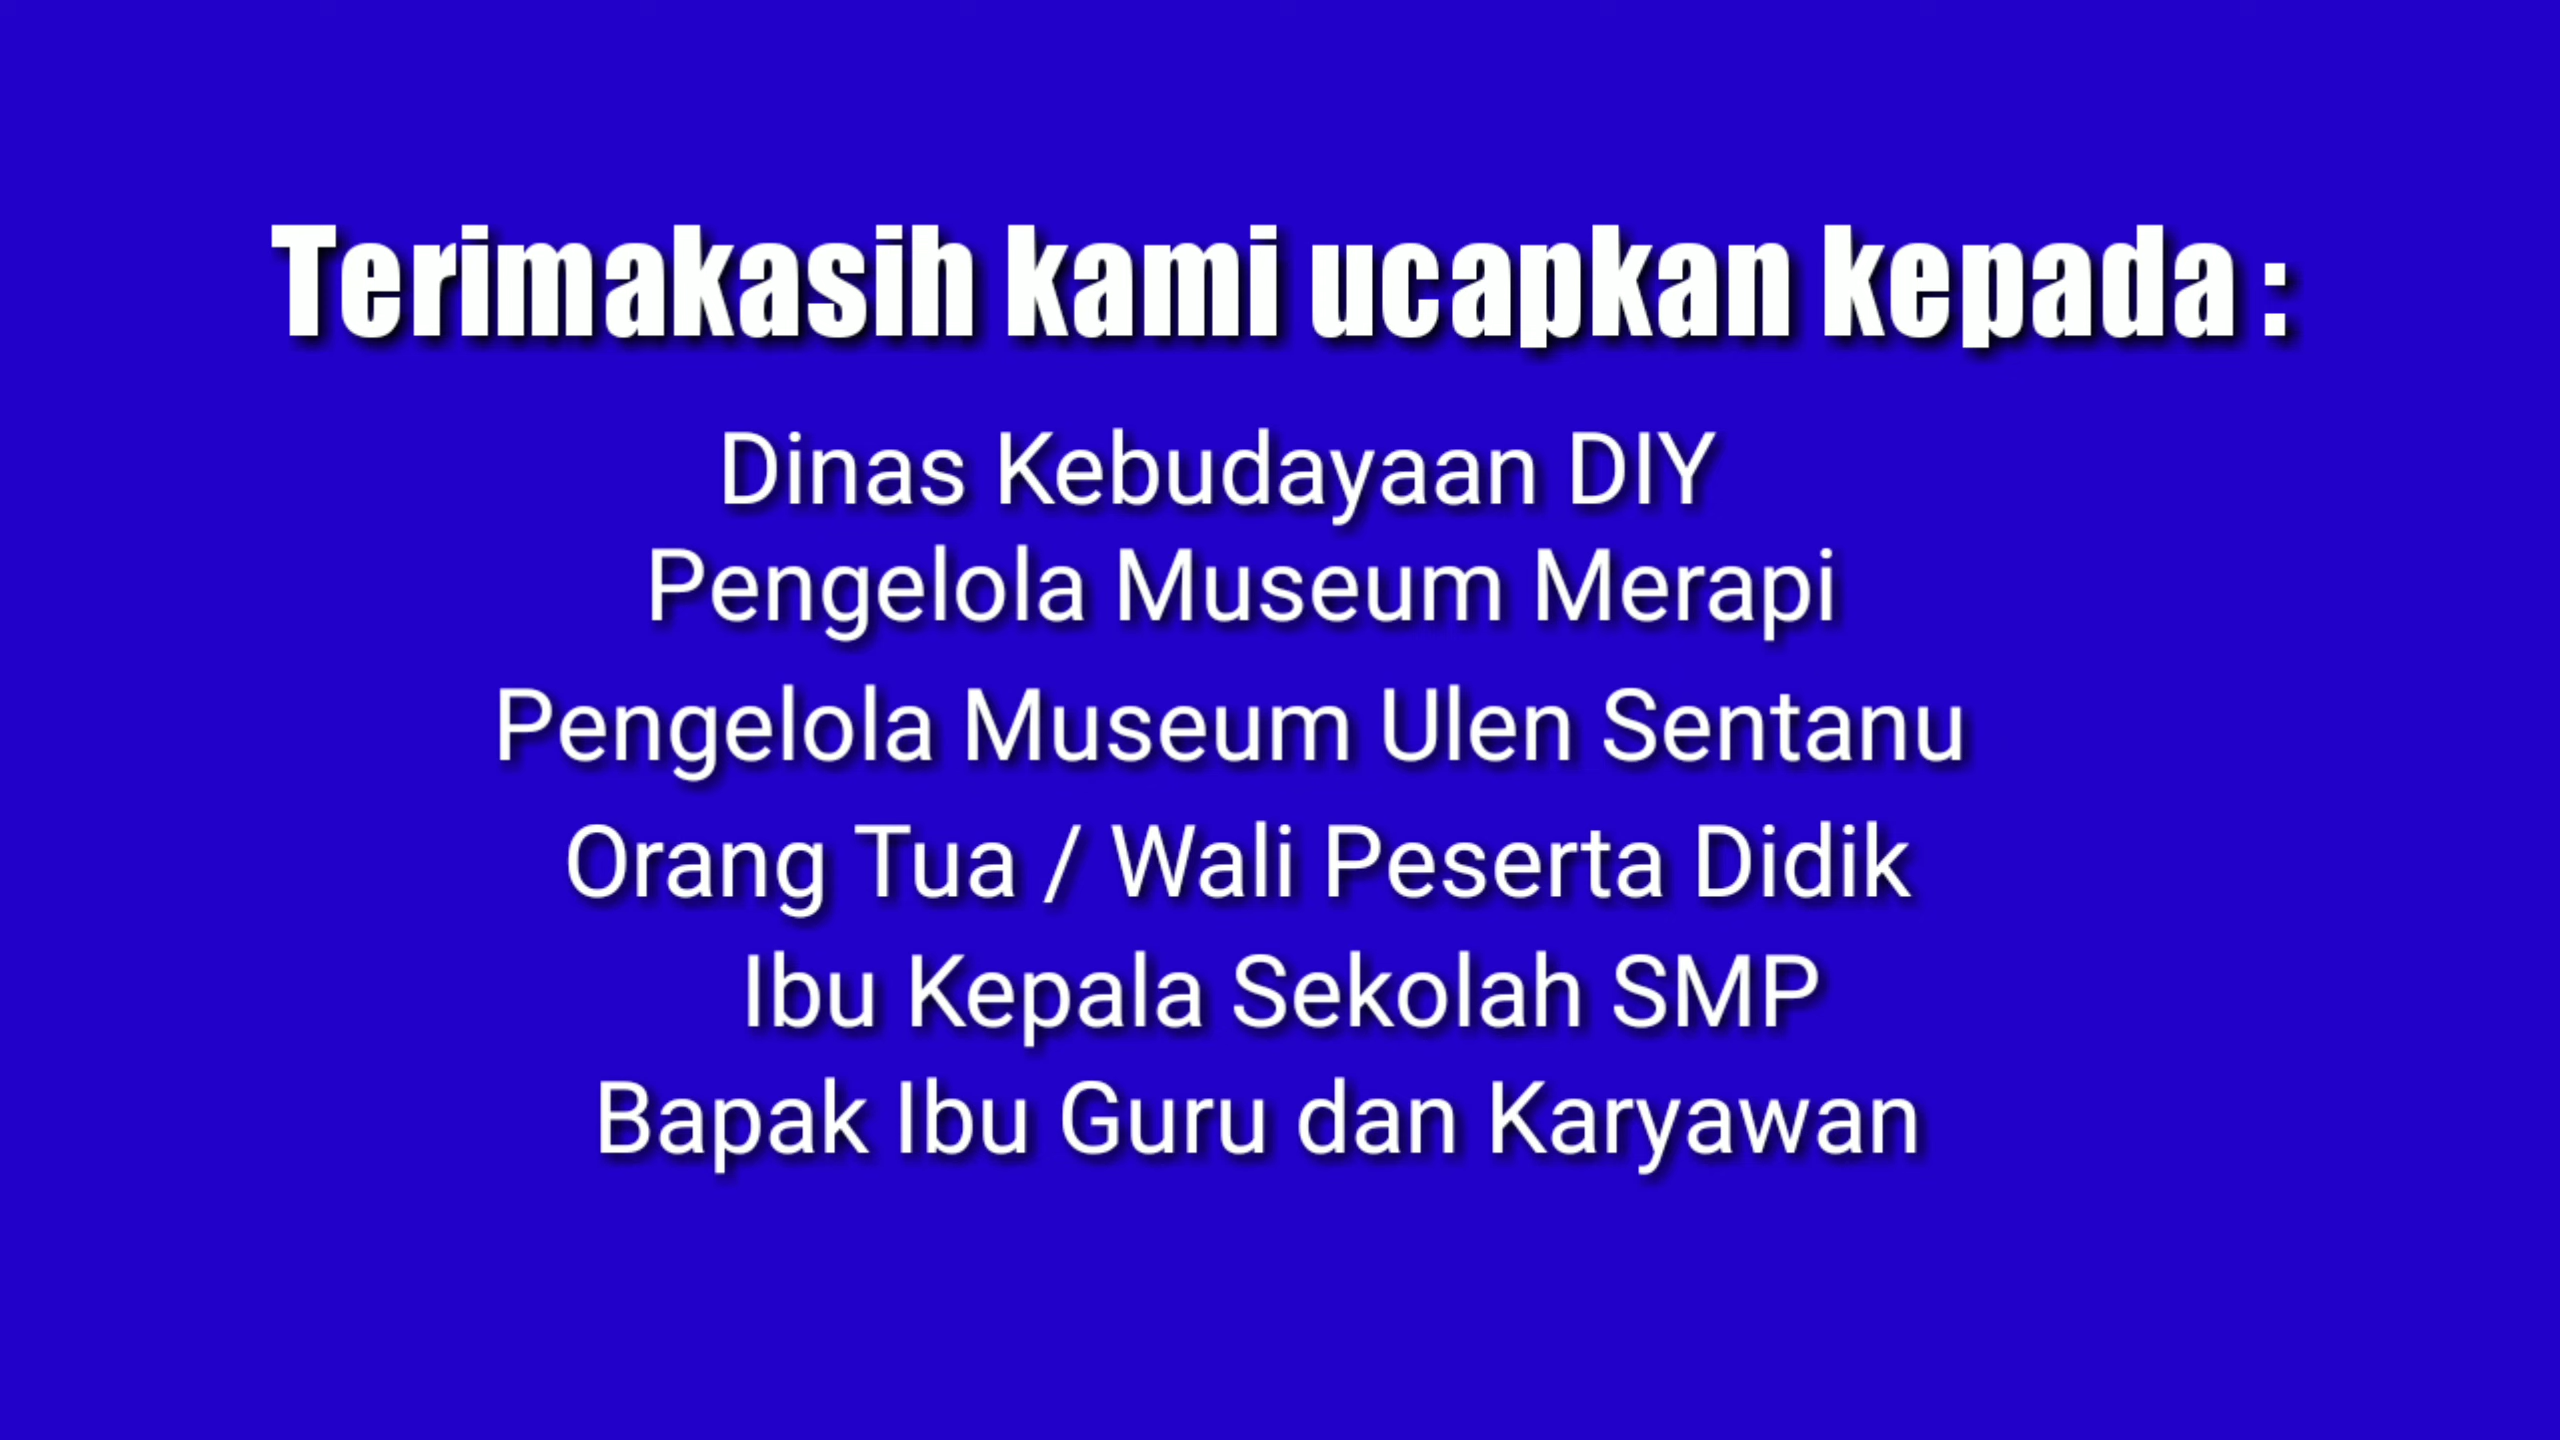 Terimakasih kami ucapkan kepada :
Dinas Kebudayaan DIY
Pengelola Museum Merapi
Pengelola Museum Ulen Sentanu
Orang Tua / Wali Peserta Didik
Ibu Kepala Sekolah SMP
Bapak Ibu Guru dan Karyawan